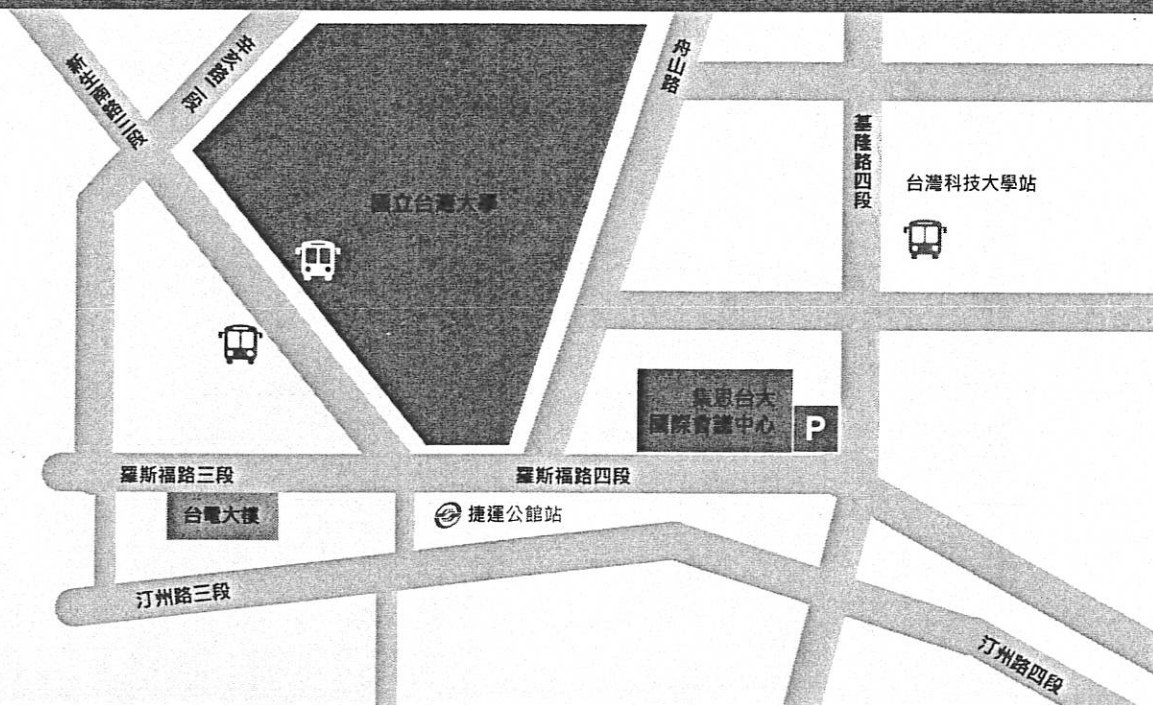 新生南路三段
辛亥路一段
舟山路
基隆路四段
台灣科技大學站
國立台灣大學
集思台大
國際會議中心
P
羅斯福路三段
羅斯福路四段
台電大樓
捷運公館站
汀州路三段
汀州路四段